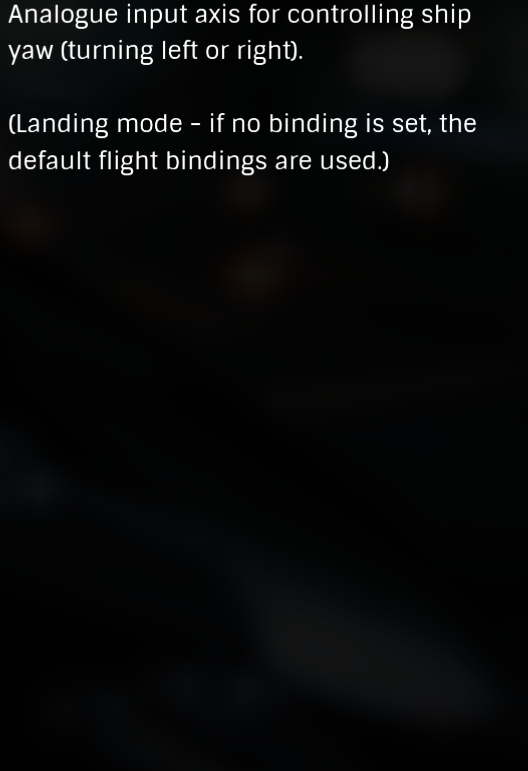 Analogue input axis for controlling ship
yaw (turning left or right).
(Landing mode - if no binding is set, the
default flight bindings are used.)